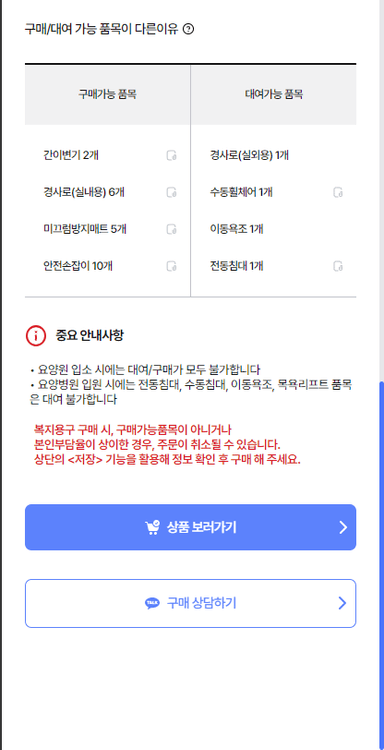 구매/대여 가능 품목이 다른이유 ?
구매가능 품목
대여가능 품목
간이변기 2개
경사로(실외용) 1개
경사로(실내용) 6개
수동휠체어 1개
미끄럼방지매트 5개
이동욕조 1개
안전손잡이 10개
전동침대 1개
중요 안내사항
• 요양원 입소 시에는 대여/구매가 모두 불가합니다
• 요양병원 입원 시에는 전동침대, 수동침대, 이동욕조, 목욕리프트 품목
은 대여 불가합니다
복지용구 구매 시, 구매가능품목이 아니거나
본인부담율이 상이한 경우, 주문이 취소될 수 있습니다.
상단의 <저장> 기능을 활용해 정보 확인 후 구매 해 주세요.
상품 보러가기
TALK 구매 상담하기